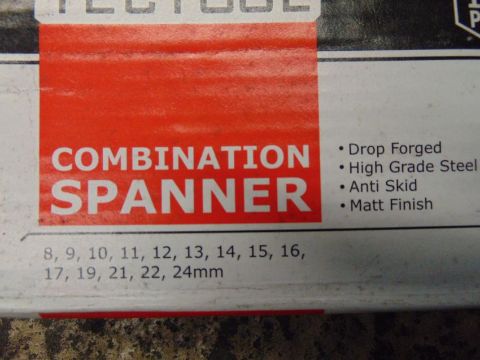 COMBINATION
SPANNER
• Drop Forged
• High Grade Steel
• Anti Skid
• Matt Finish
8, 9, 10, 11, 12, 13, 14, 15, 16,
17, 19, 21, 22, 24mm